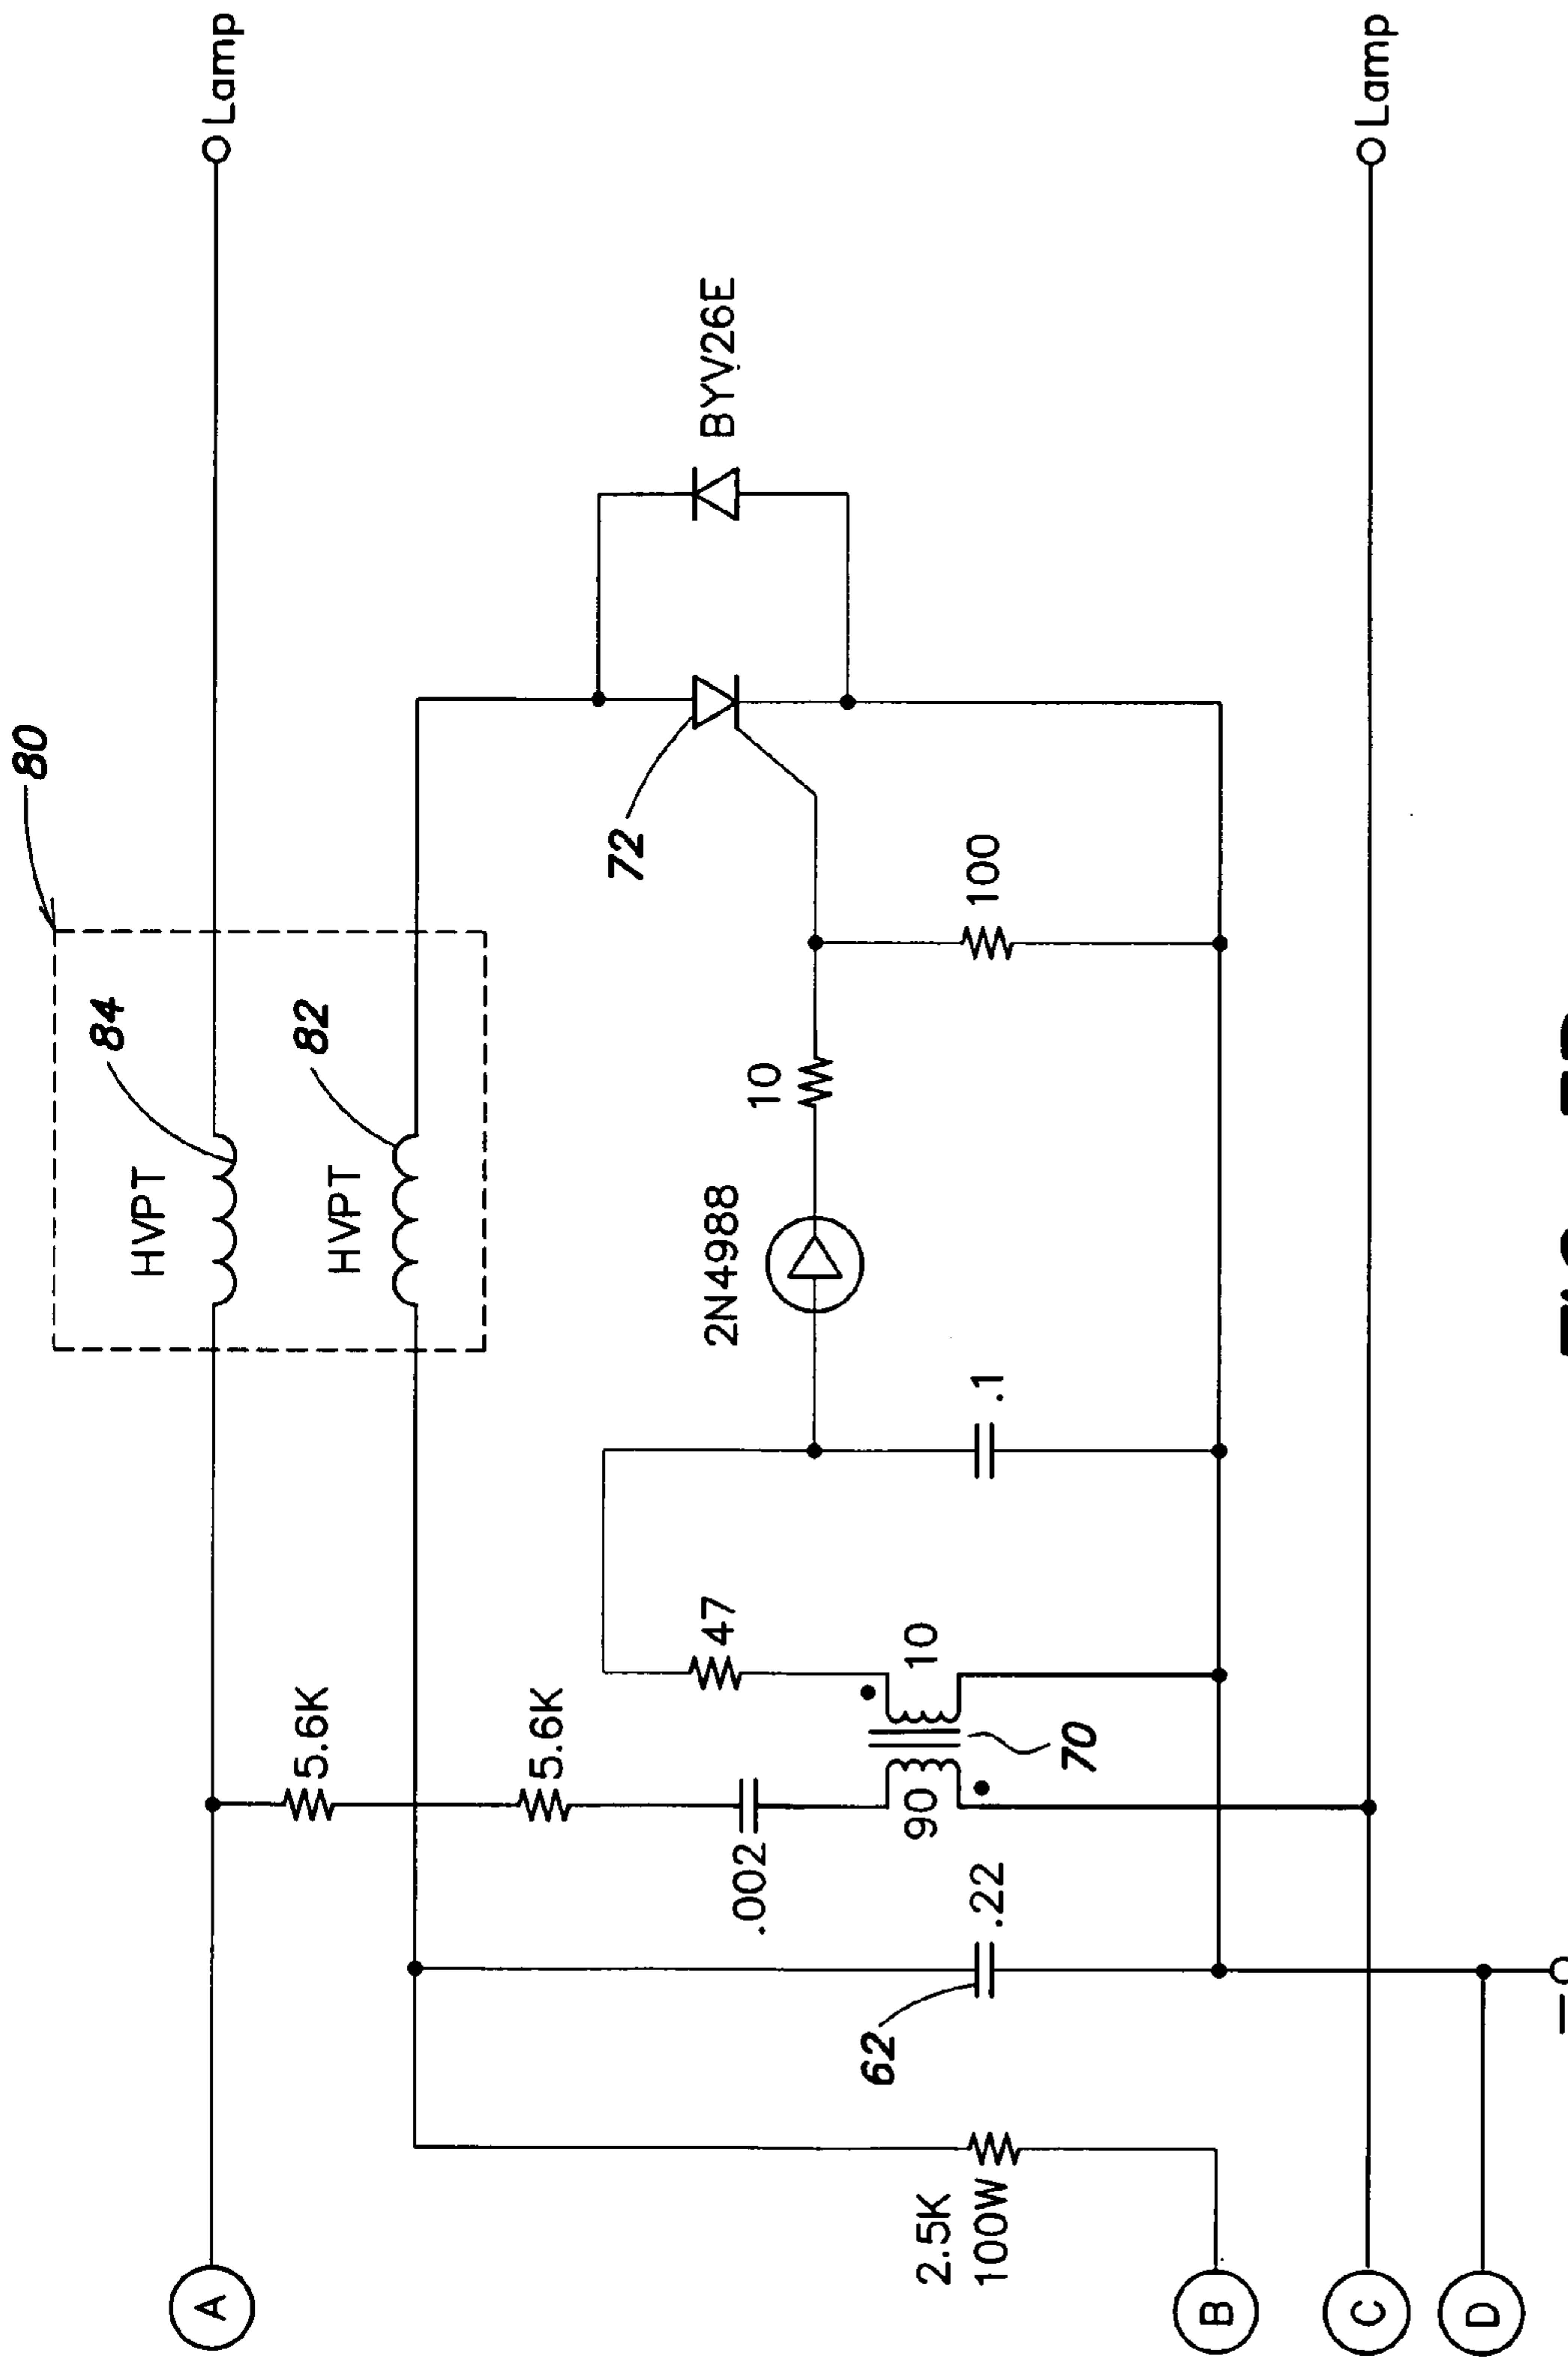 80
Lamp
84
HVPT
82
HVPT
BYV26E
72
5.6K
5.6K
47
2N4988
10
100
.1
.002
90
10
70
.22
62
2.5K
100W
A
B
C
D
Lamp
–